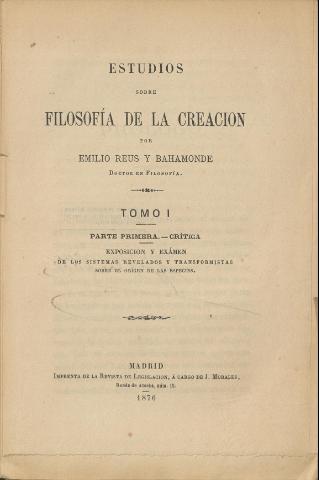 ESTUDIOS
SOBRE
FILOSOFÍA DE LA CREACION
POR
EMILIO REUS Y BAHAMONDE
DOCTOR EN FILOSOFÍA.
TOMO I
PARTE PRIMERA.—CRÍTICA
EXPOSICION Y EXÁMEN
DE LOS SISTEMAS REVELADOS Y TRANSFORMISTAS
SOBRE EL ORÍGEN DE LAS ESPECIES.
MADRID
IMPRENTA DE LA REVISTA DE LEGISLACION, Á CARGO DE J. MORALES,
Ronda de Atocha, núm. 15.
1876